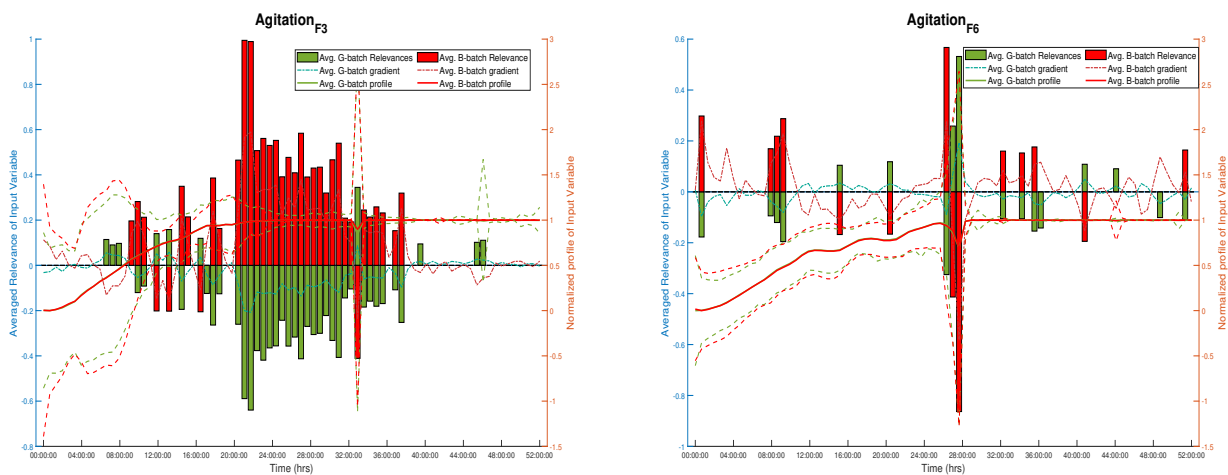 Agitation_F3
Avg. G-batch Relevances Avg. B-batch Relevance
Avg. G-batch gradient Avg. B-batch gradient
Avg. G-batch profile Avg. B-batch profile
Averaged Relevance of Input Variable
1
0.8
0.6
0.4
0.2
0
-0.2
-0.4
-0.6
-0.8
3
2.5
2
1.5
1
0.5
0
-0.5
-1
-1.5
Normalized profile of Input Variable
00:00:00 04:00:00 08:00:00 12:00:00 16:00:00 20:00:00 24:00:00 28:00:00 32:00:00 36:00:00 40:00:00 44:00:00 48:00:00 52:00:00
Time (hrs)
Agitation_F6
Avg. G-batch Relevances Avg. B-batch Relevance
Avg. G-batch gradient Avg. B-batch gradient
Avg. G-batch profile Avg. B-batch profile
Averaged Relevance of Input Variable
0.6
0.4
0.2
0
-0.2
-0.4
-0.6
-0.8
-1
3
2.5
2
1.5
1
0.5
0
-0.5
-1
-1.5
Normalized profile of Input Variable
00:00:00 04:00:00 08:00:00 12:00:00 16:00:00 20:00:00 24:00:00 28:00:00 32:00:00 36:00:00 40:00:00 44:00:00 48:00:00 52:00:00
Time (hrs)